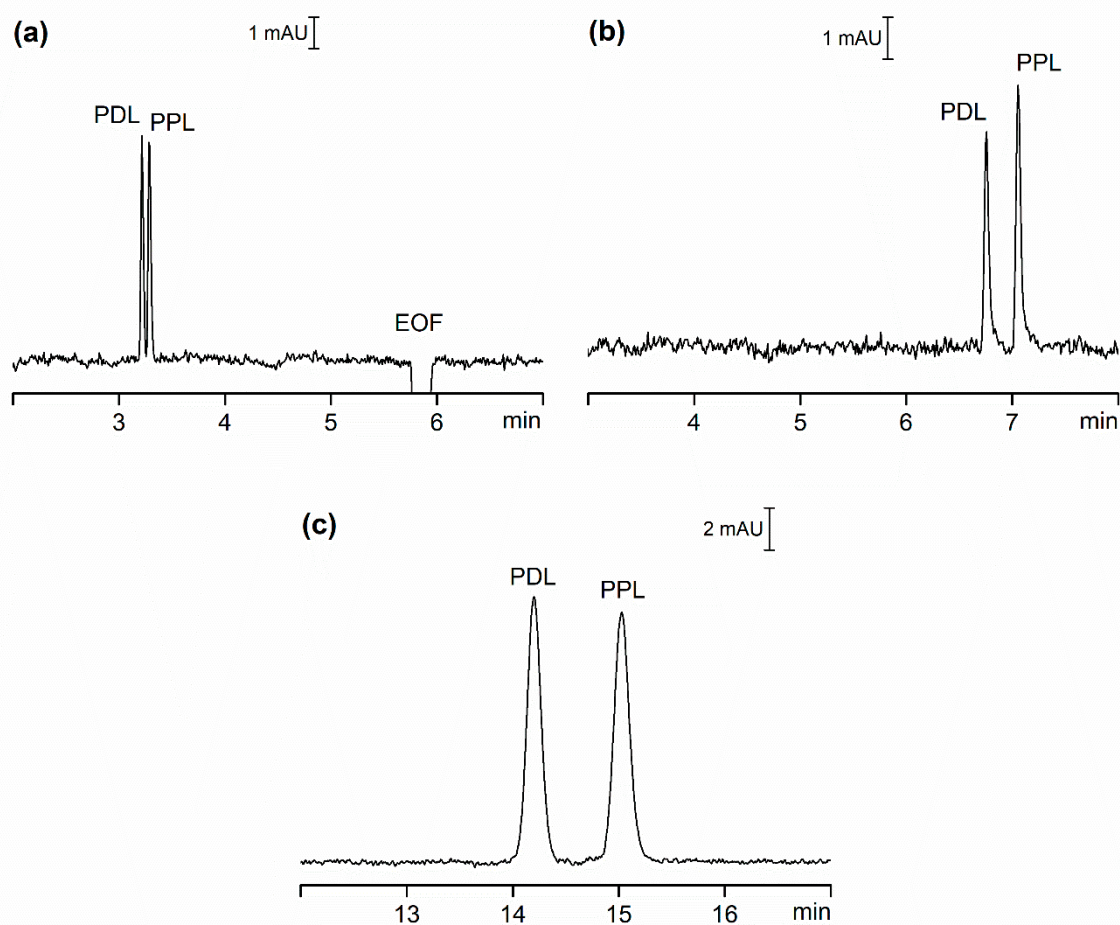 (a)
1 mAU
PDL
PPL
EOF
3 4 5 6 min
(b)
1 mAU
PPL
PDL
4 5 6 7 min
(c)
2 mAU
PDL
PPL
13 14 15 16 min